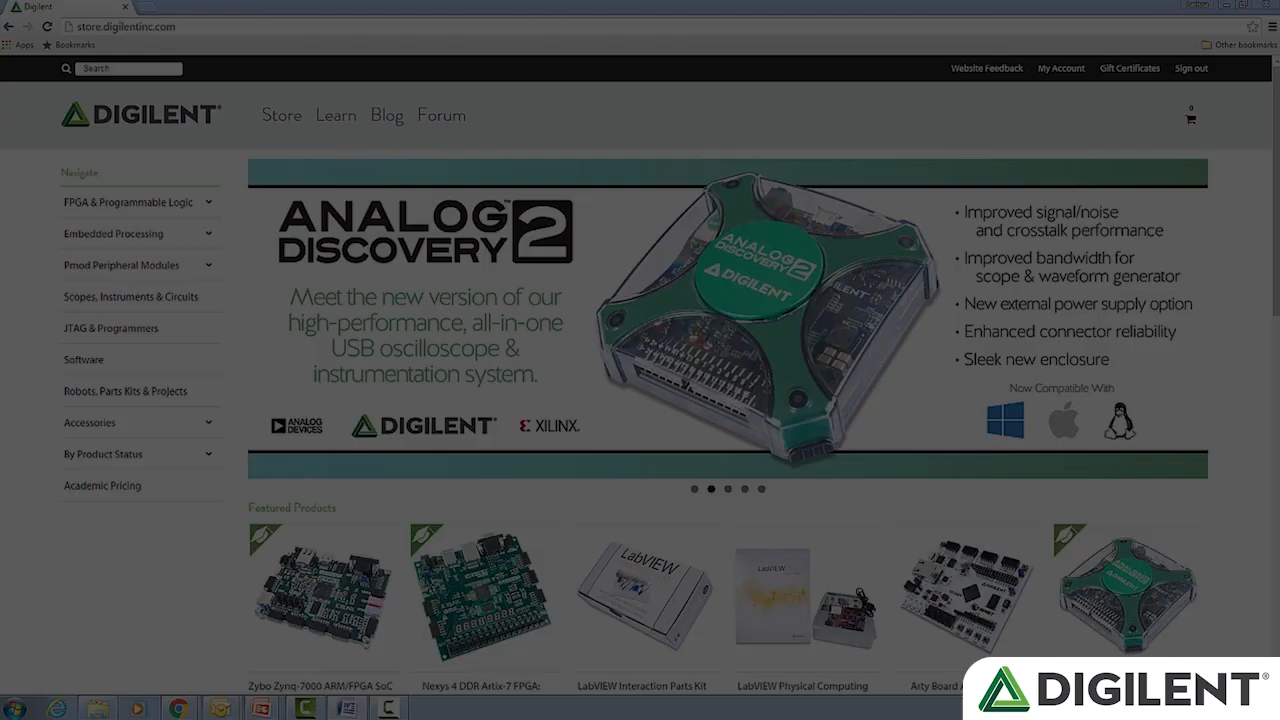 Digilent
store.digilentinc.com
Apps
Bookmarks
Other bookmarks
Search
Website Feedback
My Account
Gift Certificates
Sign out
DIGILENT®
Store
Learn
Blog
Forum
0
Navigate
FPGA & Programmable Logic
Embedded Processing
Pmod Peripheral Modules
Scopes, Instruments & Circuits
JTAG & Programmers
Software
Robots, Parts Kits & Projects
Accessories
By Product Status
Academic Pricing
ANALOG™
DISCOVERY 2
Meet the new version of our
high-performance, all-in-one
USB oscilloscope &
instrumentation system.
ANALOG
DEVICES
DIGILENT®
XILINX
ANALOG
DISCOVERY 2
DIGILENT
• Improved signal/noise
and crosstalk performance
• Improved bandwidth for
scope & waveform generator
• New external power supply option
• Enhanced connector reliability
• Sleek new enclosure
Now Compatible With
Featured Products
LabVIEW
LabVIEW
Zybo Zynq-7000 ARM/FPGA SoC
Nexys 4 DDR Artix-7 FPGA:
LabVIEW Interaction Parts Kit
LabVIEW Physical Computing
Arty Board
DIGILENT®